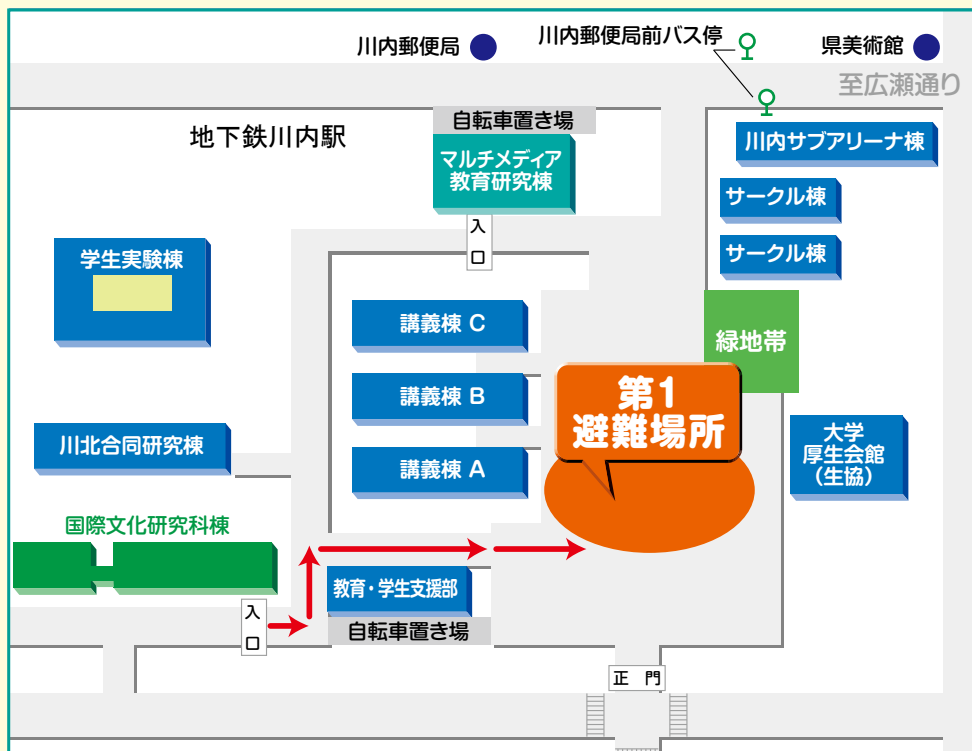 川内郵便局
川内郵便局前バス停
県美術館
至広瀬通り
自転車置き場
地下鉄川内駅
マルチメディア
教育研究棟
川内サブアリーナ棟
サークル棟
入
口
サークル棟
学生実験棟
講義棟 C
緑地帯
第1
避難場所
講義棟 B
川北合同研究棟
講義棟 A
大学
厚生会館
（生協）
国際文化研究科棟
教育・学生支援部
入
口
自転車置き場
正 門